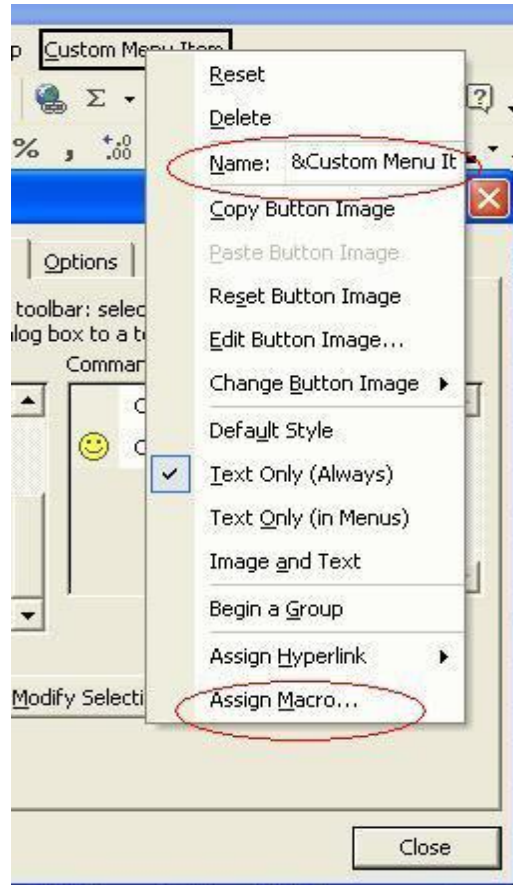 p Custom Menu Item
Σ
?
% , .00
Reset
Delete
Name: &Custom Menu It
Copy Button Image
Paste Button Image
Reset Button Image
Edit Button Image...
Change Button Image
Default Style
Text Only (Always)
Text Only (in Menus)
Image and Text
Begin a Group
Assign Hyperlink
Assign Macro...
Options
toolbar: selec
log box to a t
Comman
C
C
Modify Selecti
Close